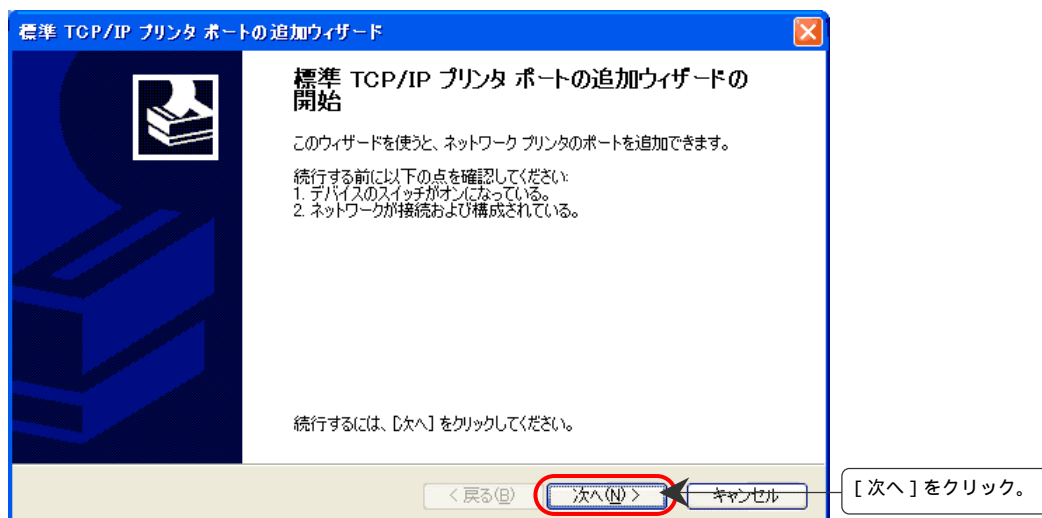 標準 TCP/IP プリンタ ポートの追加ウィザード
標準 TCP/IP プリンタ ポートの追加ウィザードの
開始
このウィザードを使うと、ネットワーク プリンタのポートを追加できます。
続行する前に以下の点を確認してください:
1. デバイスのスイッチがオンになっている。
2. ネットワークが接続および構成されている。
続行するには、[次へ] をクリックしてください。
< 戻る(B)
次へ(N) >
キャンセル
[ 次へ ] をクリック。